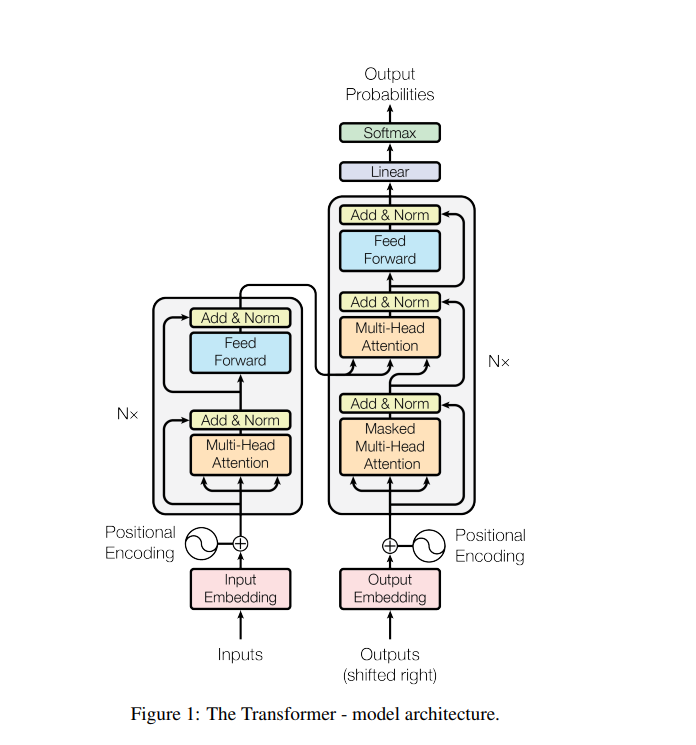 Output
Probabilities
Softmax
Linear
Add & Norm
Feed
Forward
Add & Norm
Multi-Head
Attention
Add & Norm
Masked
Multi-Head
Attention
Nx
Add & Norm
Feed
Forward
Add & Norm
Multi-Head
Attention
N×
Positional
Encoding
Positional
Encoding
Input
Embedding
Output
Embedding
Inputs
Outputs
(shifted right)
Figure 1: The Transformer - model architecture.